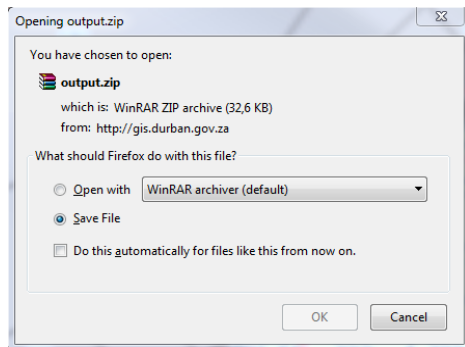 Opening output.zip
You have chosen to open:
output.zip
which is: WinRAR ZIP archive (32,6 KB)
from: http://gis.durban.gov.za
What should Firefox do with this file?
Open with WinRAR archiver (default)
Save File
Do this automatically for files like this from now on.
OK Cancel